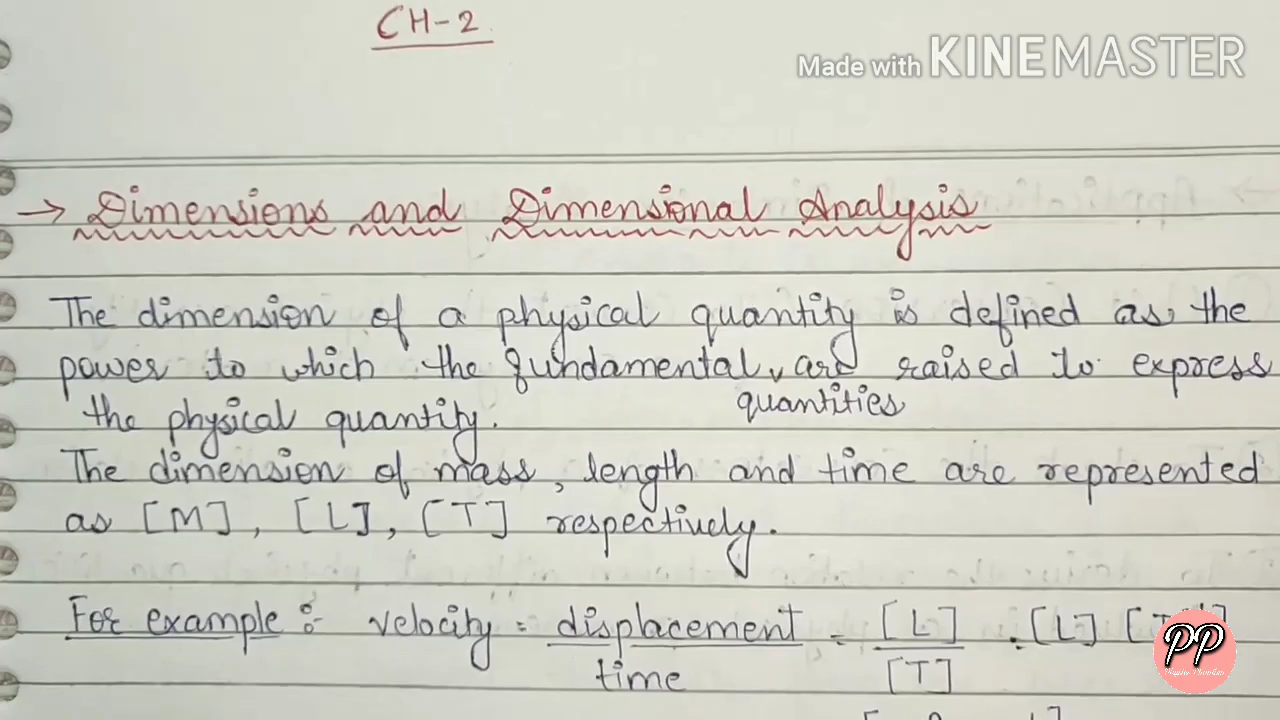 CH-2
Made with KINEMASTER
→ Dimensions and Dimensional Analysis
The dimension of a physical quantity is defined as the
power to which the fundamental, are raised to express
quantities
the physical quantity.
The dimension of mass, length and time are represented
as [M], [L], [T] respectively.
For example :- velocity = displacement = [L] = [L]
time [T]
PP